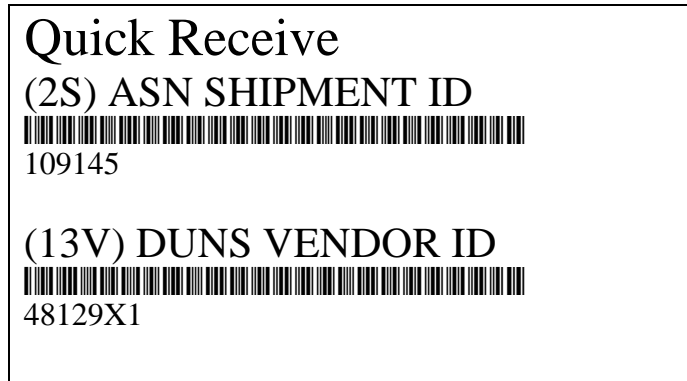 Quick Receive
(2S) ASN SHIPMENT ID
109145
(13V) DUNS VENDOR ID
48129X1